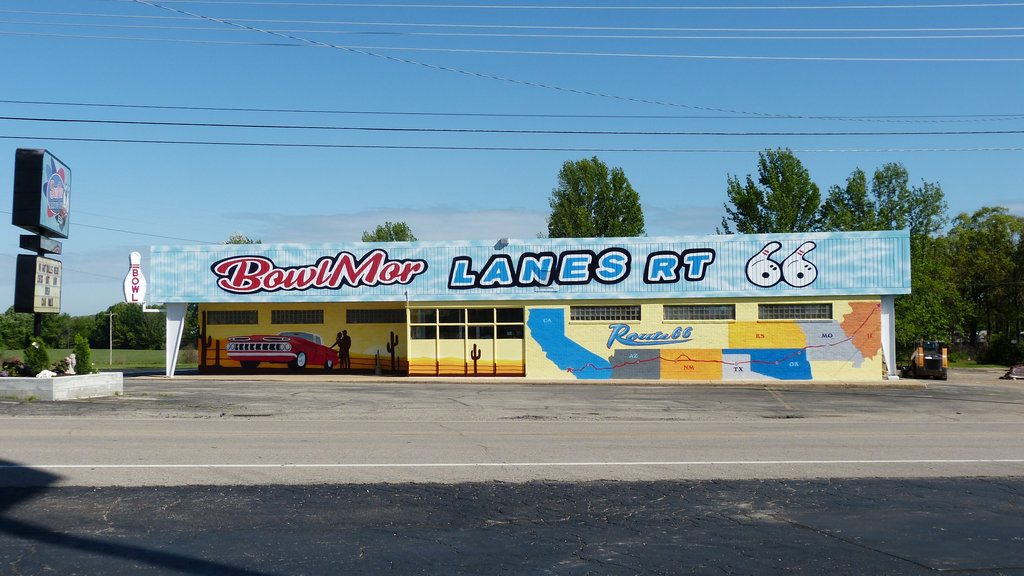 BowlMor LANES RT 66
BOWL
Route 66
CA
AZ
NM
TX
OK
KS
MO
IL